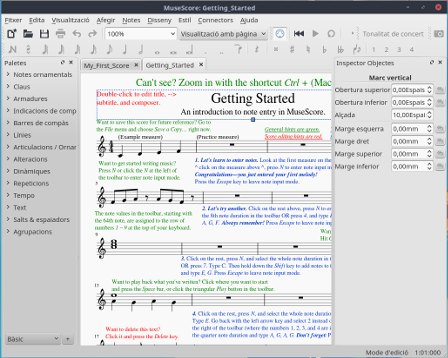 MuseScore: Getting_Started
Fitxer Visualització Afegir Notes Disseny Estil Connectors Ajuda
100%
Visualització amb pàgina
Tonalitat de concert
Paletes
My_First_Score
Getting_Started
Inspector Objectes
Notes ornamentals
Claus
Armadures
Indicacions de comp
Barres de compàs
Línies
Articulacions / Ornar
Alteracions
Dinàmiques
Repeticions
Tempo
Text
Salts & espaiadors
Agrupacions
Bàsic
Can't see? Zoom in with the shortcut Ctrl + (Mac
Double-click to edit title, -->
subtitle, and composer.
Getting Started
An introduction to note entry in MuseScore.
Want to save this score for future reference? Go to
the File menu and choose Save a Copy... right now.
General hints are green,
Score editing hints are red,
(Example measure)
(Practice measure)
1. Let's learn to enter notes. Look at the first measure on the
Want to get started writing music?
Press N or click the N at the left of
the toolbar to enter note input mode.
Congratulations—you just entered your first melody!
Press the Escape key to leave note input mode.
The note values in the toolbar, starting
with 64th note, are assigned to the row of
numbers 1 - 9 at the top of your keyboard.
2. Let's try another. Click on the rest above, press N to
the 8th note duration in the toolbar OR press 4. and type
A, G, F. Always remember! Press Escape to leave note input
3. Click on the rest, press N, and select the whole note duration in
OR press 7. Type C. Then hold down the Shift key to add notes to
and type E, G. Press Escape to leave note input mode.
Want to play back what you've written? Click where you want to start
and press the Space bar, or click the triangular Play button in the toolbar.
4. Click on the rest, press N, and select the whole note duration
Type E. Go back with the left arrow key and select 2 instead
the right of the toolbar (where the numbers 1, 2, 3, and 4 are
the quarter note duration and type A, G, A, G. Don't forget
Want to delete this text?
Click it and press the Delete key.
Marc vertical
Obertura superior 0,00Espais
Obertura inferior 0,00Espais
Alçada 10,00Espai
Marge esquerra 0,00mm
Marge dret 0,00mm
Marge superior 0,00mm
Marge inferior 0,00mm
Mode d'edició 1:01:000